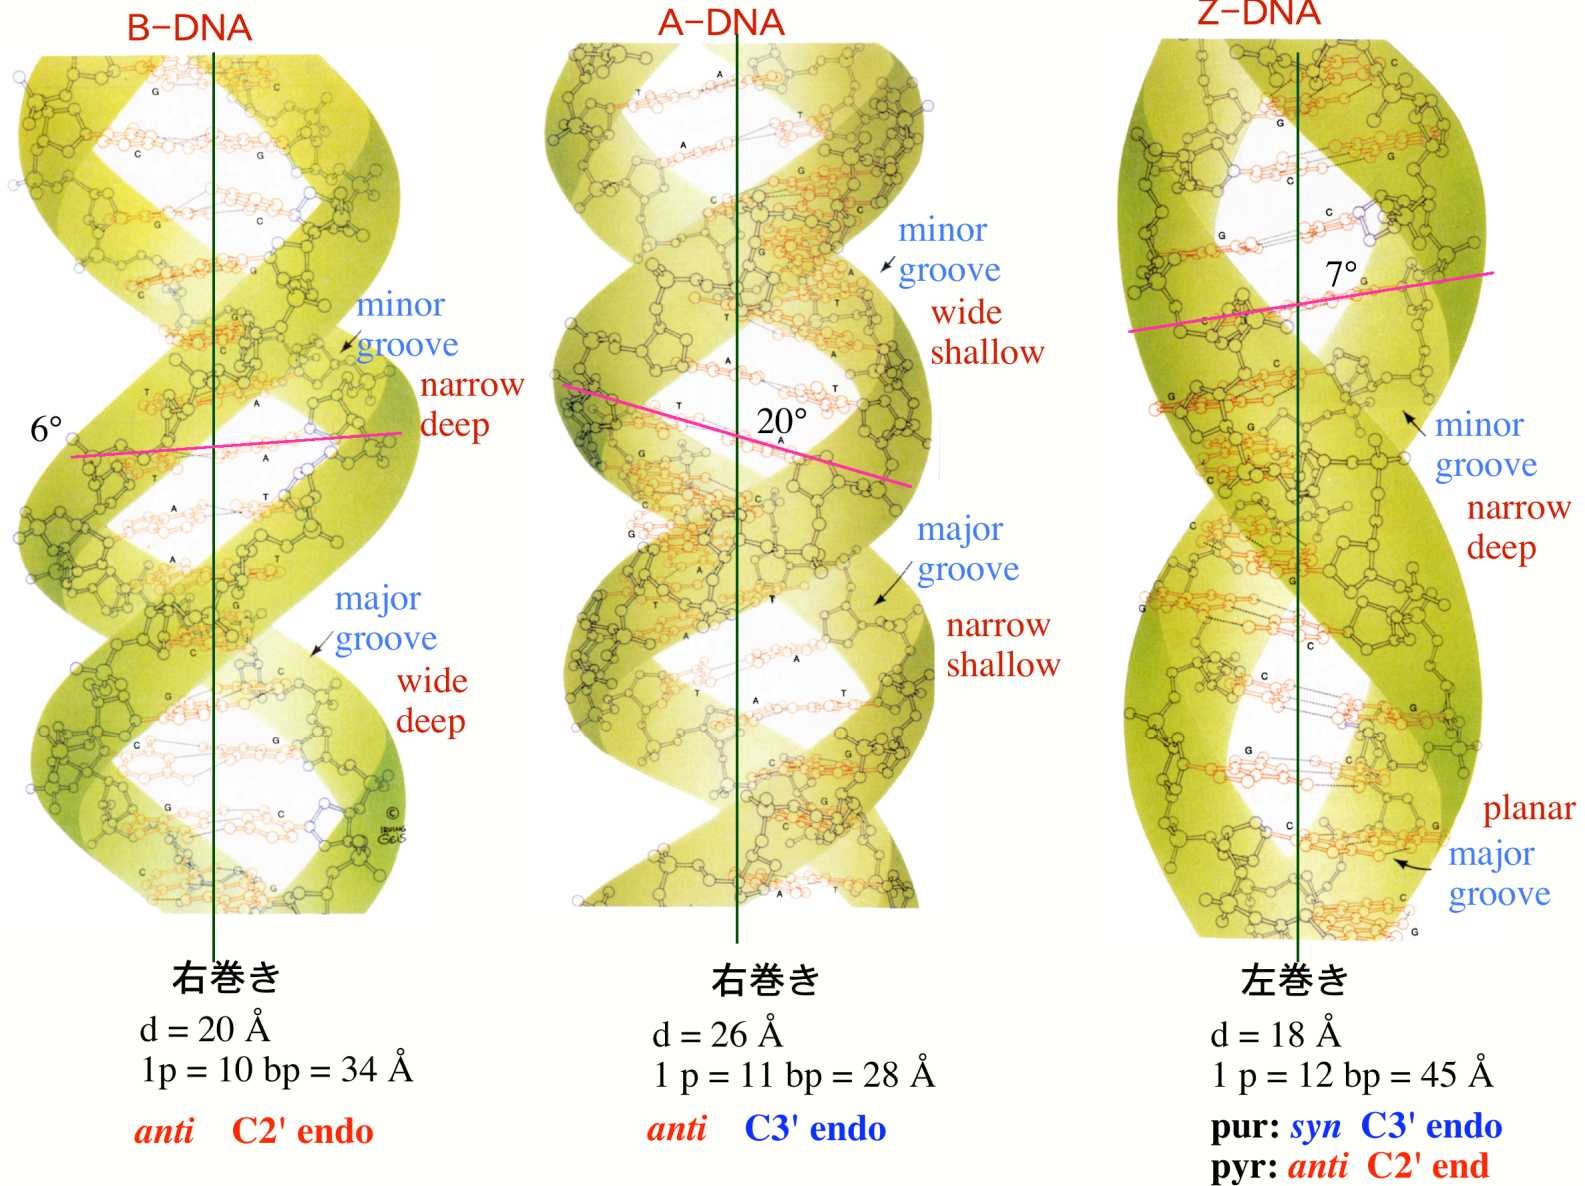 B-DNA
G
C
C
G
G
C
G
C
G
C
T
A
6°
A
T
A
T
A
T
G
C
C
G
C
G
G
C
C
G
minor
groove
narrow
deep
major
groove
wide
deep
©
IRVING
GEIS
右巻き
d = 20 Å
1p = 10 bp = 34 Å
anti C2' endo
A-DNA
A
T
T
A
G
C
C
G
A
T
T
A
A
T
T
20°
A
G
C
G
A
T
T
A
A
T
T
A
C
G
G
C
T
A
minor
groove
wide
shallow
major
groove
narrow
shallow
右巻き
d = 26 Å
1 p = 11 bp = 28 Å
anti C3' endo
Z-DNA
C
G
G
C
C
G
7°
G
C
C
G
G
C
C
G
G
C
C
G
G
C
G
C
G
minor
groove
narrow
deep
planar
major
groove
左巻き
d = 18 Å
1 p = 12 bp = 45 Å
pur: syn C3' endo
pyr: anti C2' end